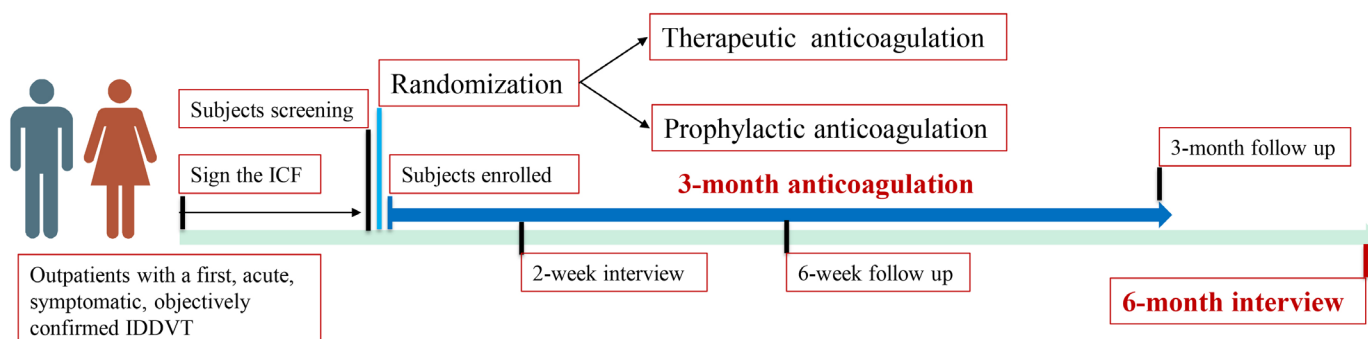 Therapeutic anticoagulation
Randomization
Subjects screening
Prophylactic anticoagulation
3-month follow up
Sign the ICF
Subjects enrolled
3-month anticoagulation
2-week interview
6-week follow up
Outpatients with a first, acute,
symptomatic, objectively
confirmed IDDVT
6-month interview